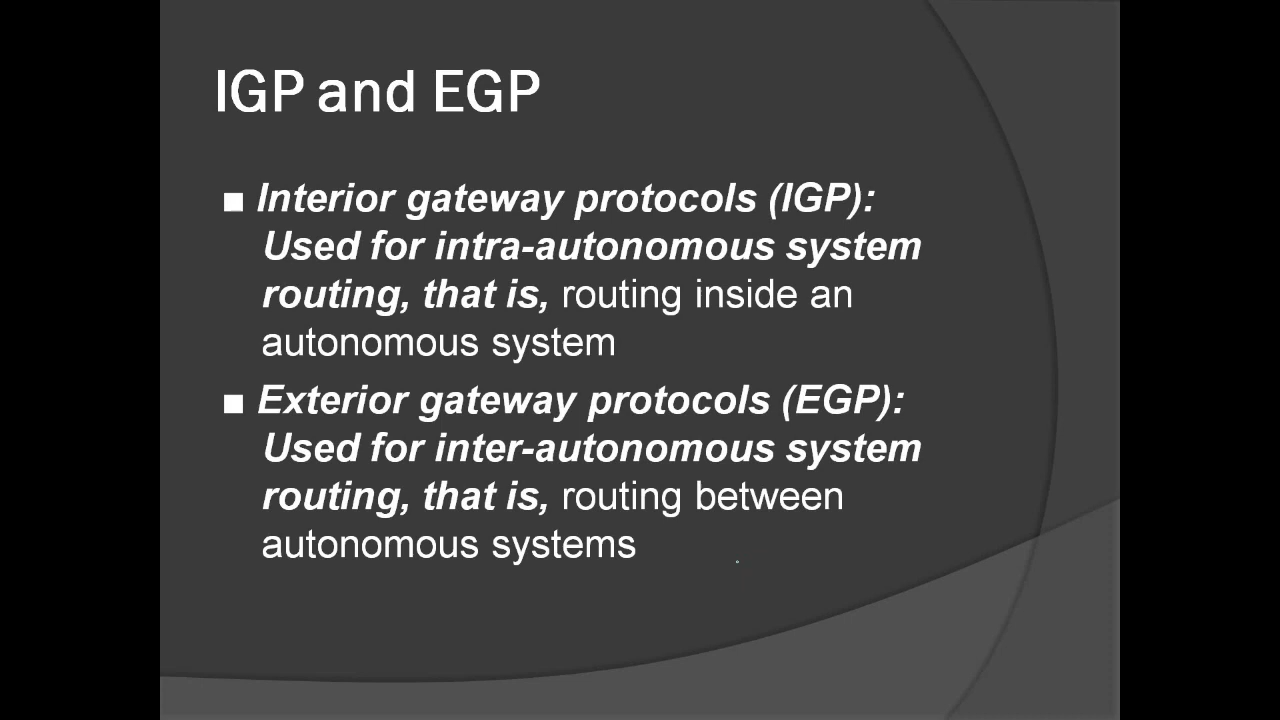 IGP and EGP
■ Interior gateway protocols (IGP):
Used for intra-autonomous system
routing, that is, routing inside an
autonomous system
■ Exterior gateway protocols (EGP):
Used for inter-autonomous system
routing, that is, routing between
autonomous systems